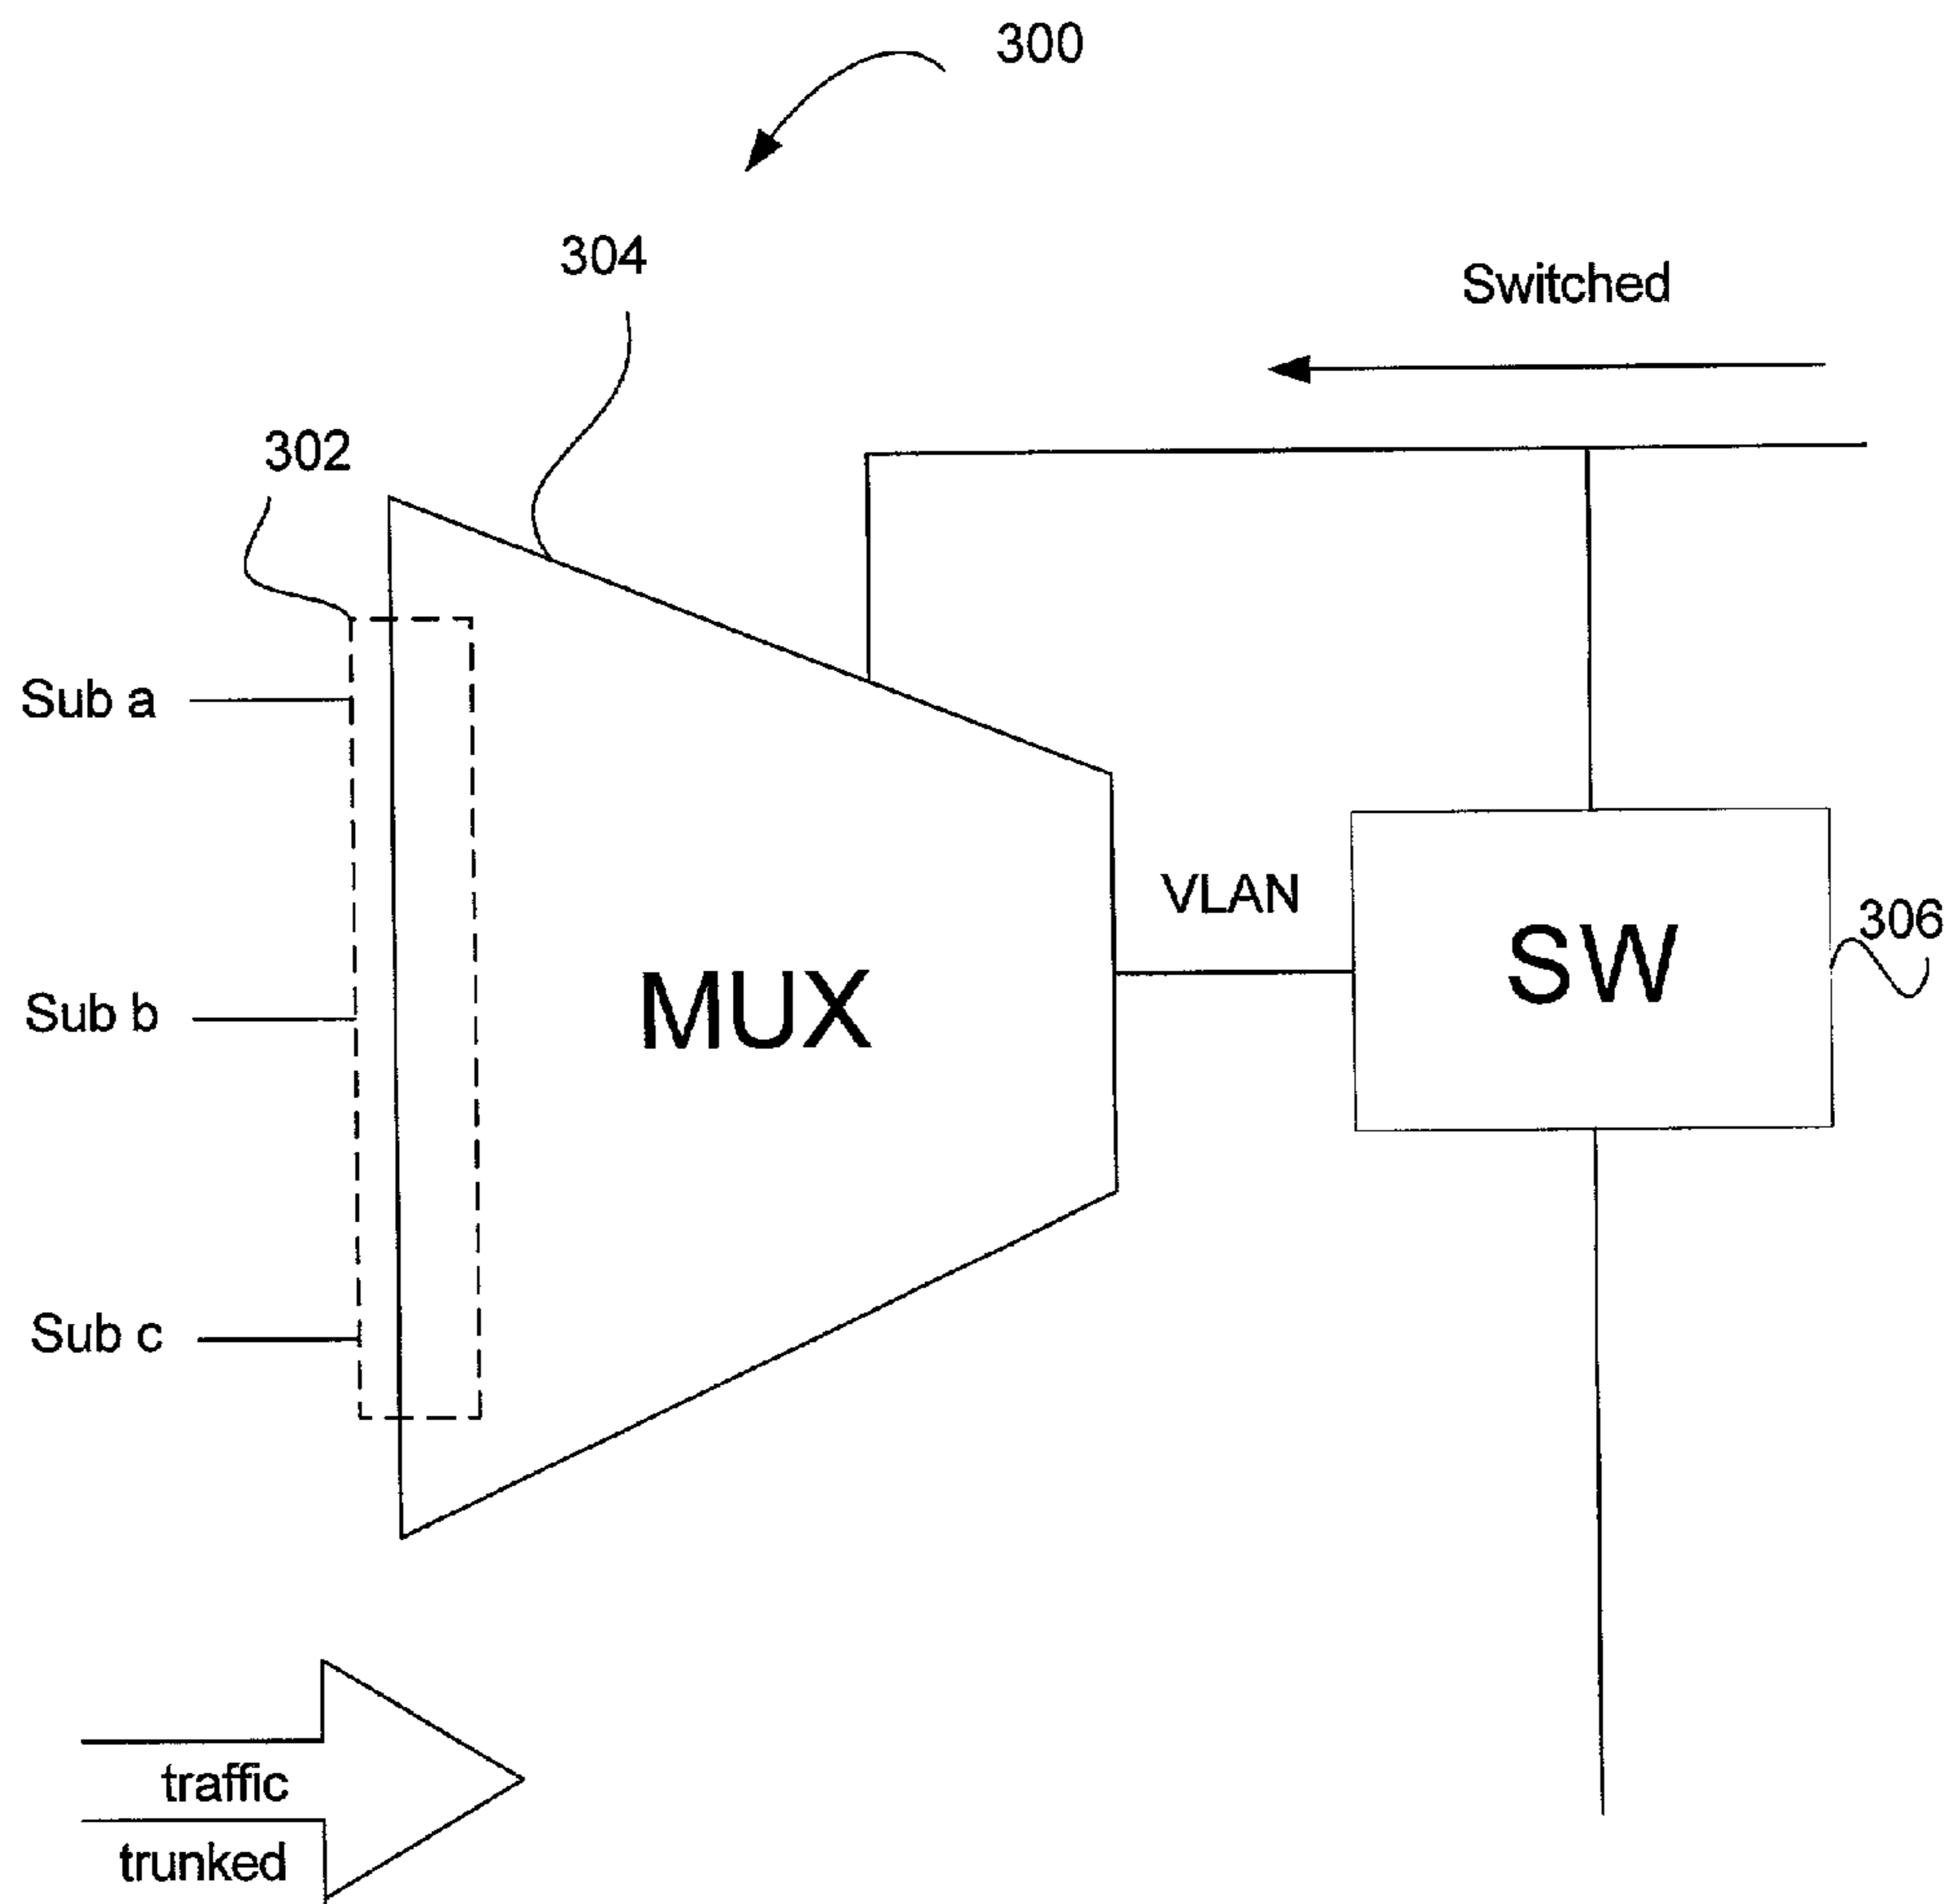 300
304
Switched
302
Sub a
VLAN
306
SW
MUX
Sub b
Sub c
traffic
trunked